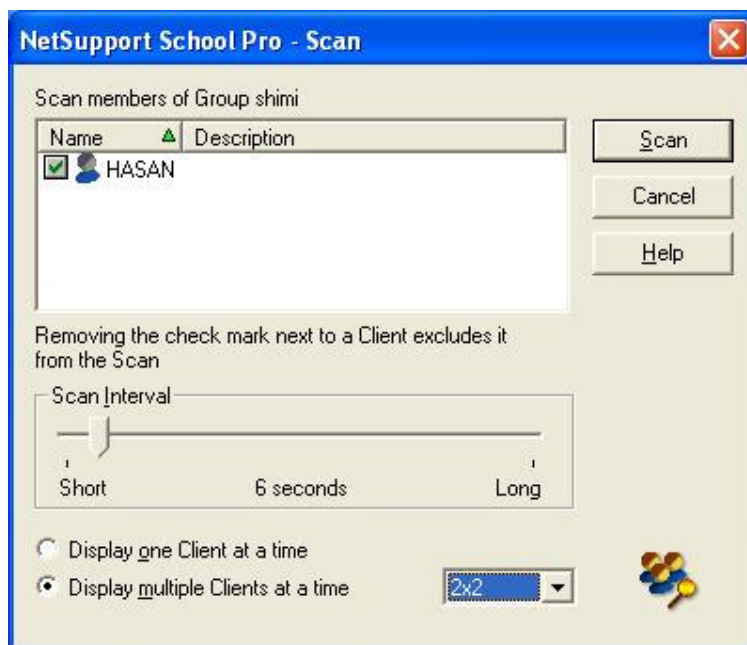 NetSupport School Pro - Scan
Scan members of Group shimi
Name Description
HASAN
Scan
Cancel
Help
Removing the check mark next to a Client excludes it
from the Scan
Scan Interval
Short 6 seconds Long
Display one Client at a time
Display multiple Clients at a time 2x2